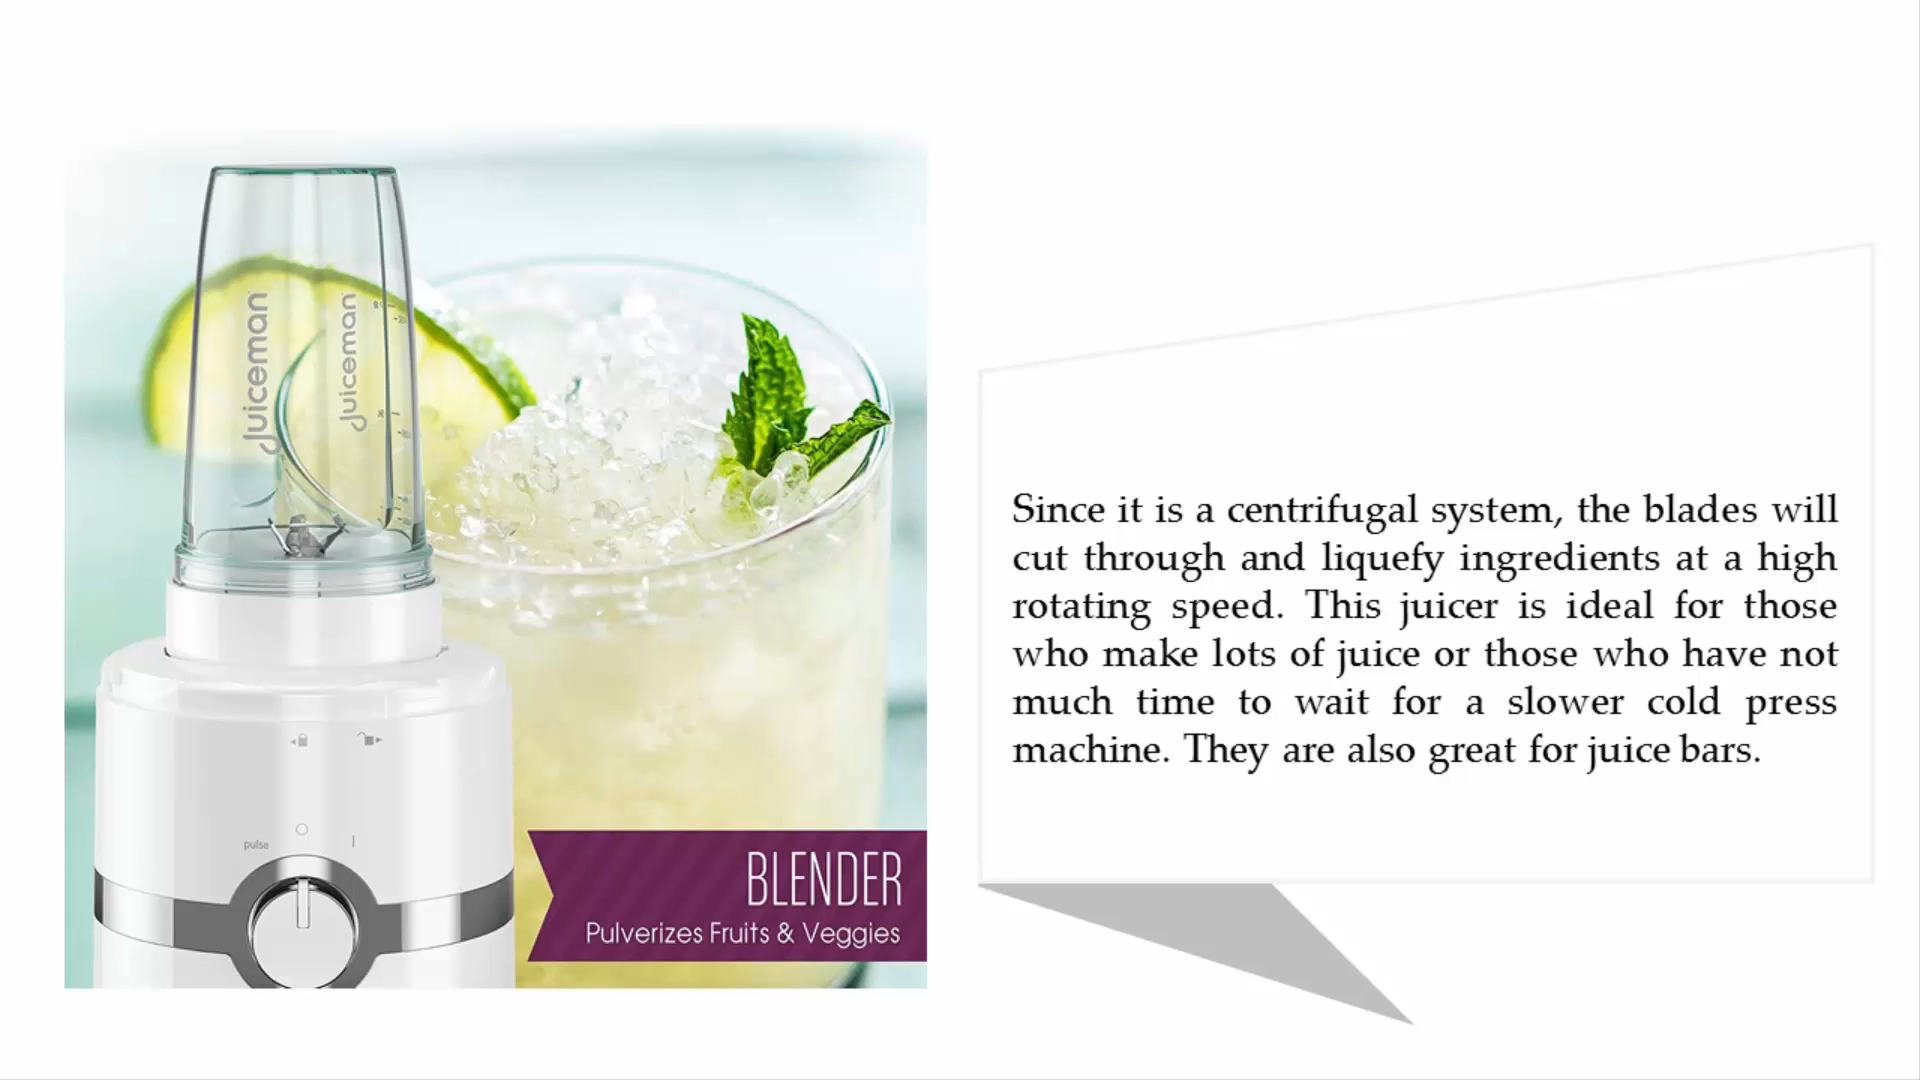 Juiceman
Juiceman
pulse
BLENDER
Pulverizes Fruits & Veggies
Since it is a centrifugal system, the blades will
cut through and liquefy ingredients at a high
rotating speed. This juicer is ideal for those
who make lots of juice or those who have not
much time to wait for a slower cold press
machine. They are also great for juice bars.